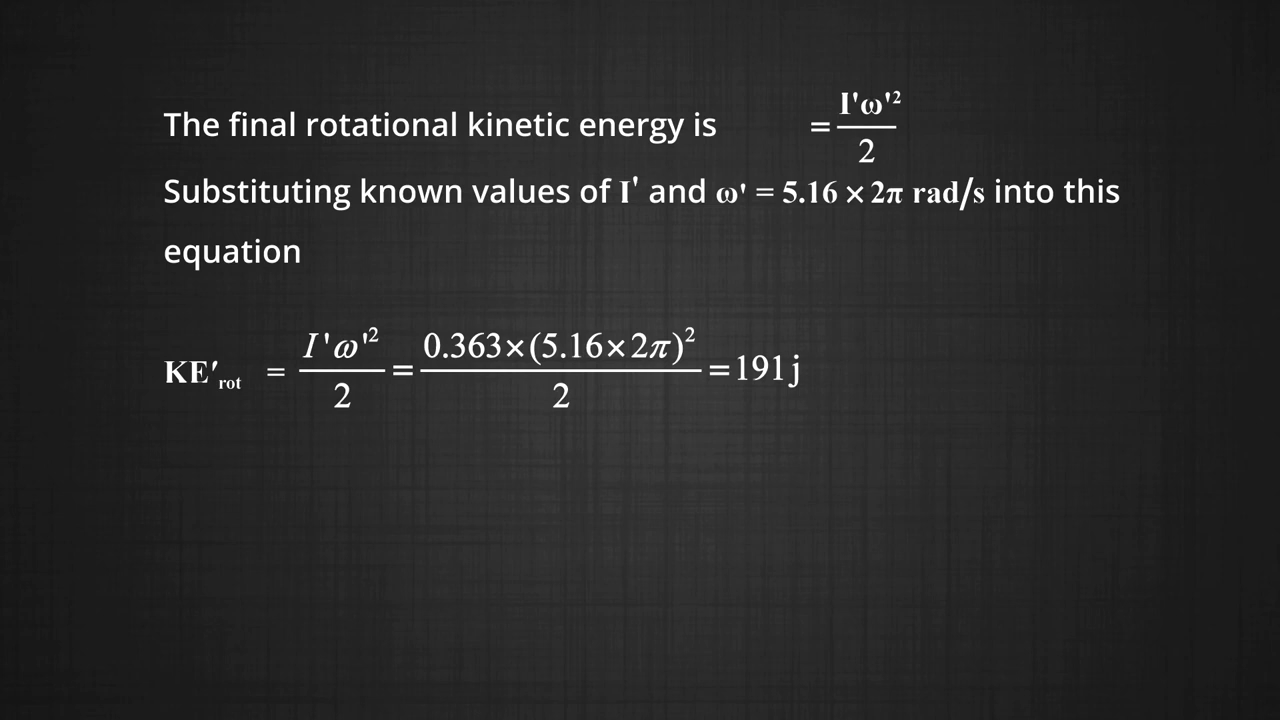 The final rotational kinetic energy is = I'ω'²/2
Substituting known values of I' and ω' = 5.16 × 2π rad/s into this
equation
KE′rot = I'ω'²/2 = 0.363×(5.16×2π)²/2 = 191j